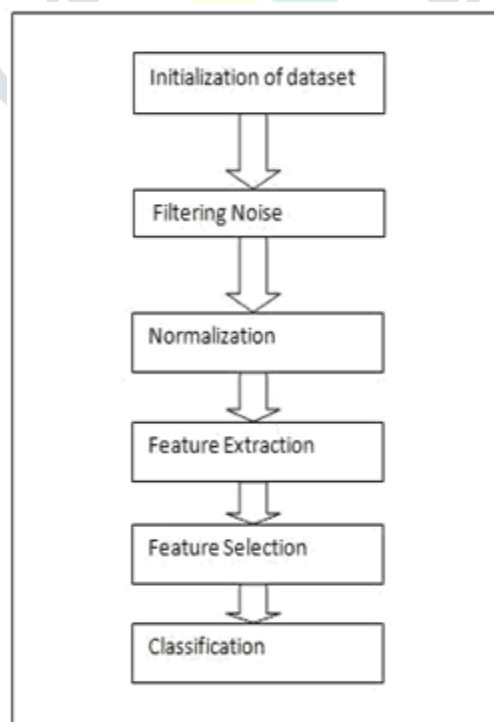 Initialization of dataset
Filtering Noise
Normalization
Feature Extraction
Feature Selection
Classification